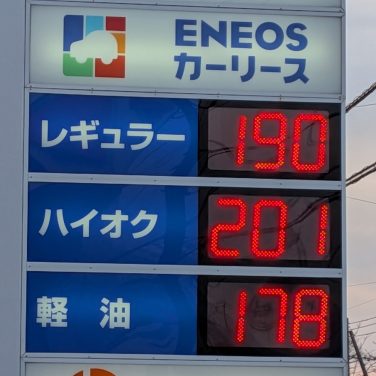 ENEOS
カーリース
レギュラー 190
ハイオク 201
軽油 178